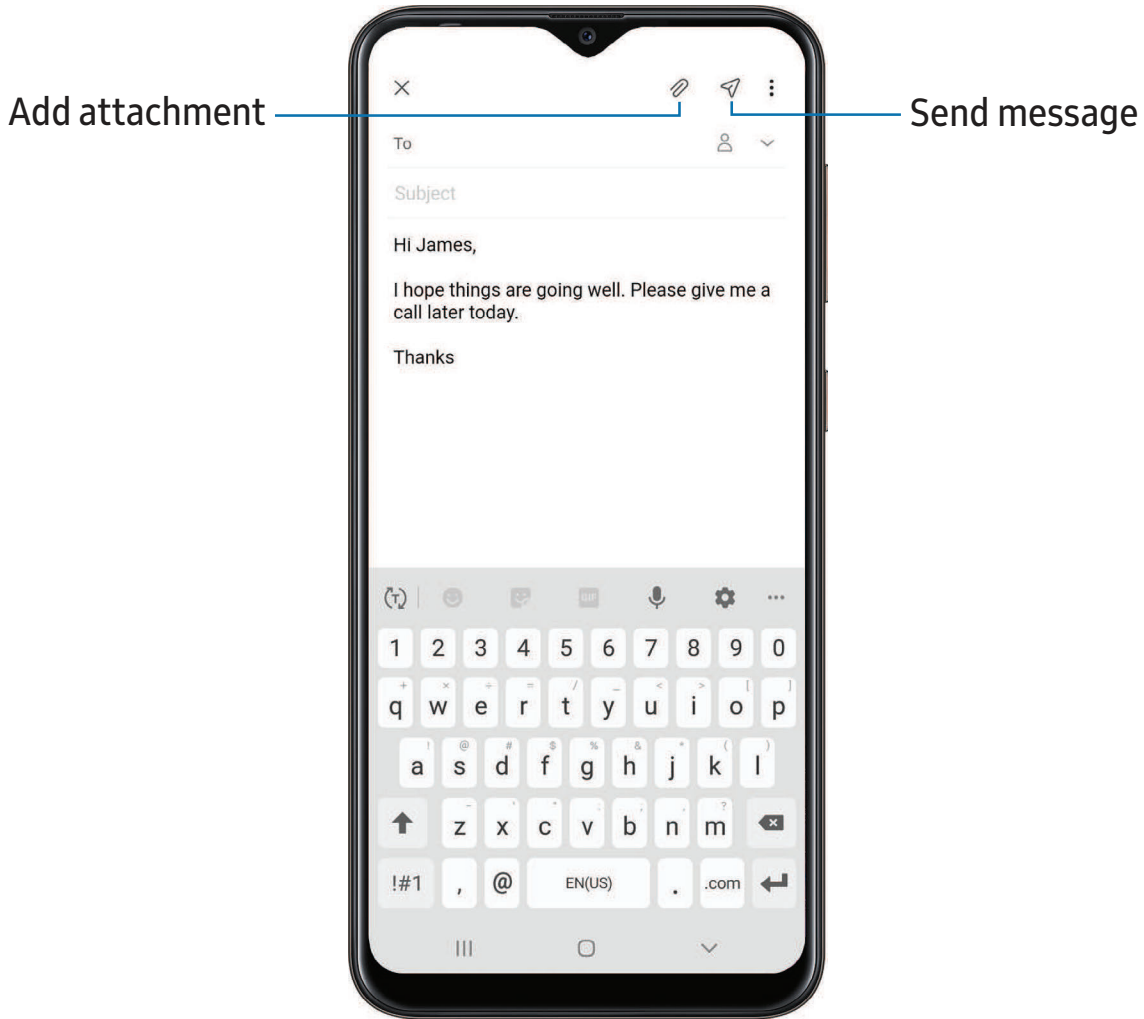 Add attachment
Send message
To
Subject
Hi James,
I hope things are going well. Please give me a
call later today.
Thanks
GIF
1 2 3 4 5 6 7 8 9 0
+ × ÷ = / _ < > [ ]
q w e r t y u i o p
! @ # $ % & * ( )
a s d f g h j k l
z x c v b n m
?
!#1 , @ EN(US) . .com